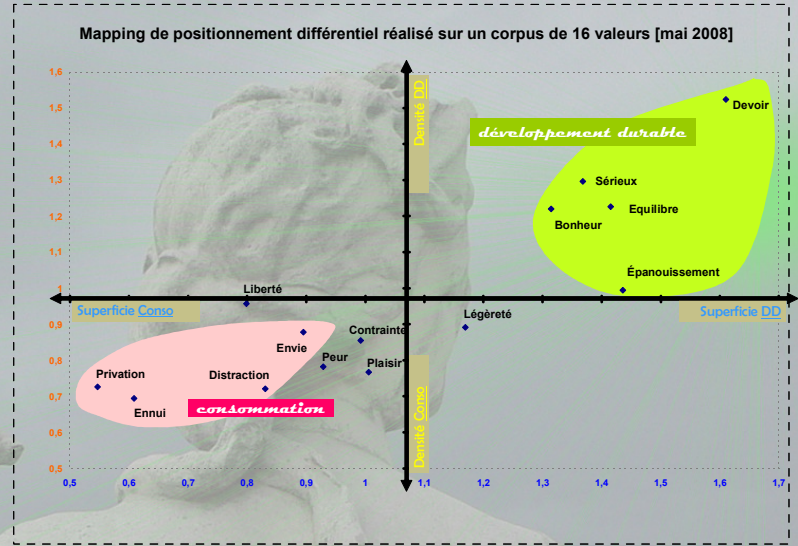 Mapping de positionnement différentiel réalisé sur un corpus de 16 valeurs [mai 2008]
1,6
1,5
1,4
1,3
1,2
1,1
1
0,9
0,8
0,7
0,6
0,5
Densité DD
développement durable
Devoir
Sérieux
Equilibre
Bonheur
Épanouissement
Liberté
Superficie Conso
Superficie DD
Légèreté
Contrainte
Envie
Peur
Plaisir
Privation
Distraction
Ennui
consommation
Densité Conso
0,5 0,6 0,7 0,8 0,9 1 1,1 1,2 1,3 1,4 1,5 1,6 1,7